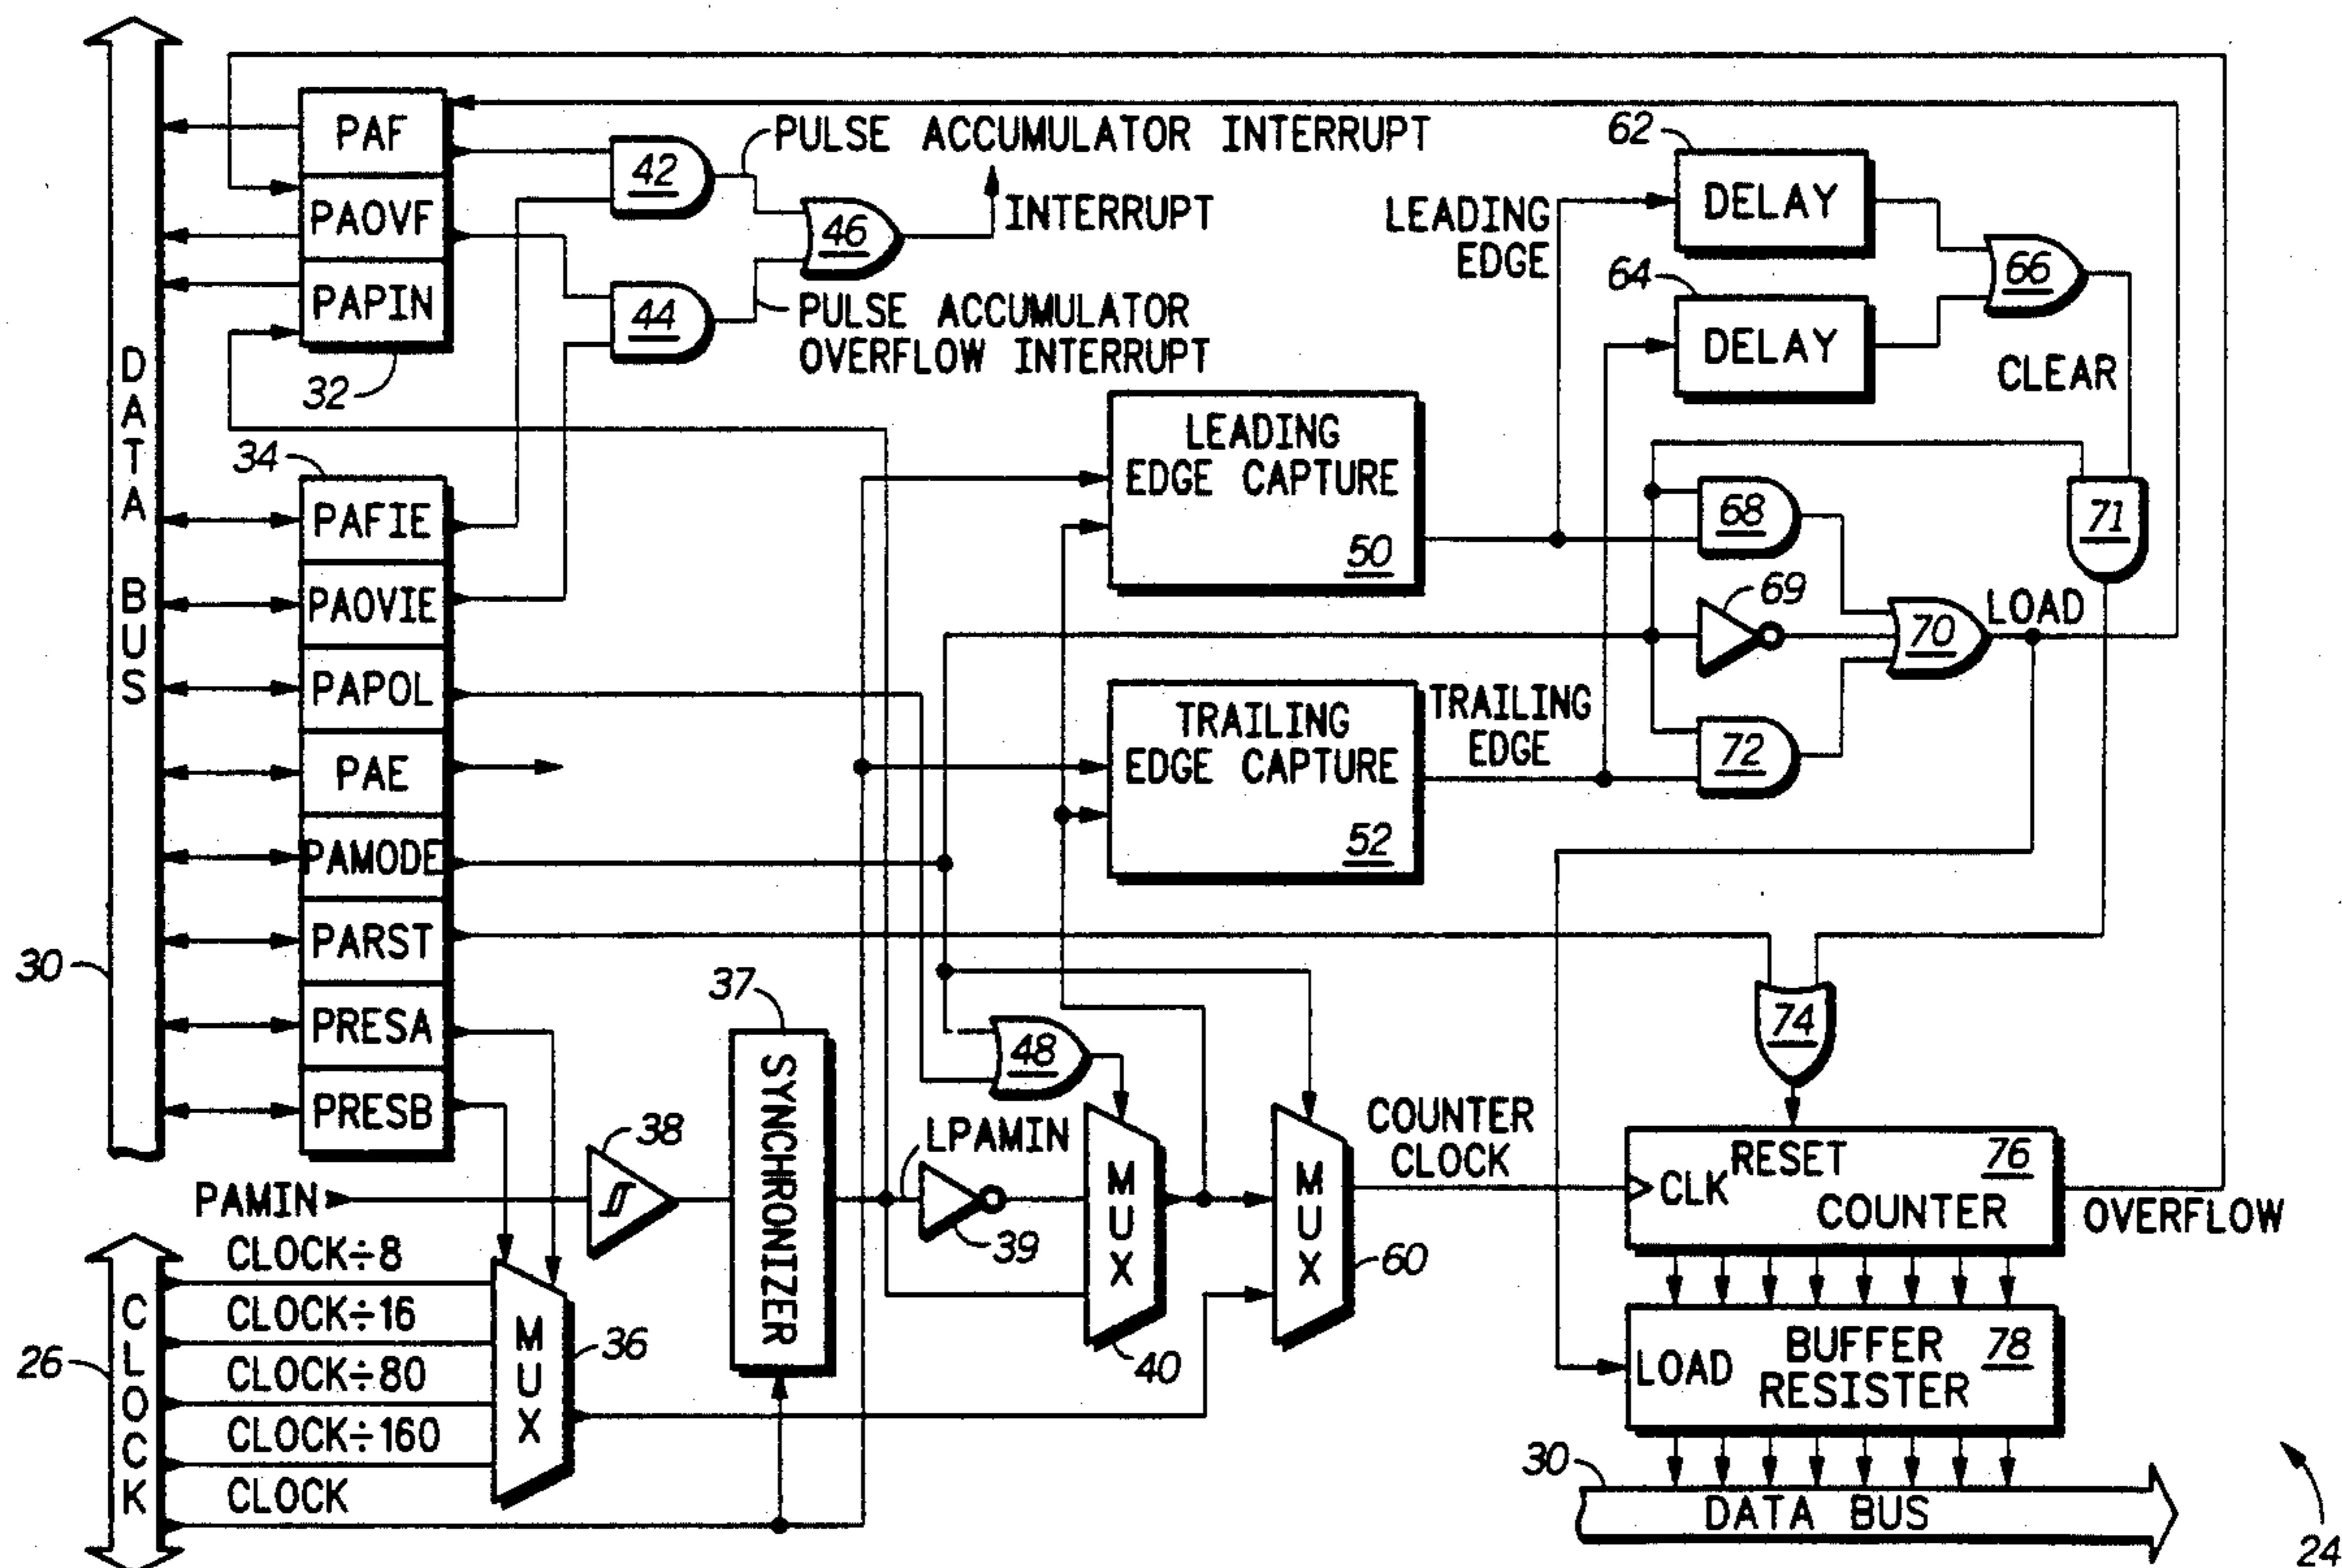 PAF
PAOVF
PAPIN
32
42
PULSE ACCUMULATOR INTERRUPT
46
INTERRUPT
44
PULSE ACCUMULATOR
OVERFLOW INTERRUPT
62
DELAY
LEADING
EDGE
64
DELAY
66
CLEAR
DATA BUS
34
PAFIE
PAOVIE
PAPOL
PAE
PAMODE
PARST
PRESA
PRESB
30
LEADING
EDGE CAPTURE
50
68
71
69
70
LOAD
TRAILING
EDGE CAPTURE
52
TRAILING
EDGE
72
74
37
SYNCHRONIZER
48
PAMIN
38
LPAMIN
39
MUX
40
MUX
60
COUNTER
CLOCK
RESET
76
CLK
COUNTER
OVERFLOW
CLOCK
26
CLOCK÷8
CLOCK÷16
CLOCK÷80
CLOCK÷160
CLOCK
MUX
36
BUFFER
78
LOAD
RESISTER
30
DATA BUS
24